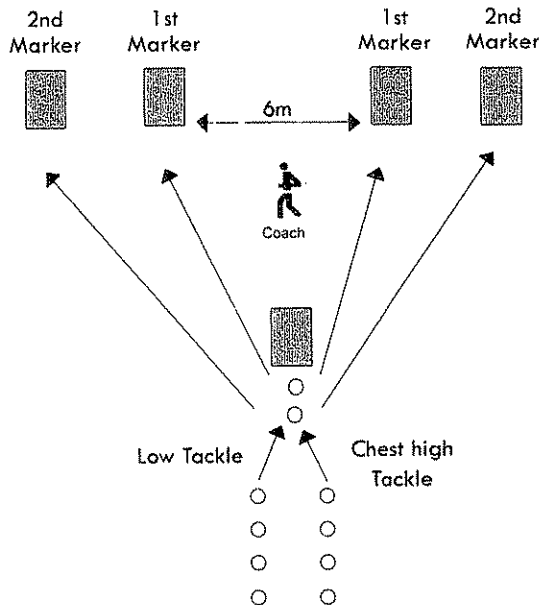 2nd
Marker
1st
Marker
1st
Marker
2nd
Marker
6m
Coach
Low Tackle
Chest high
Tackle